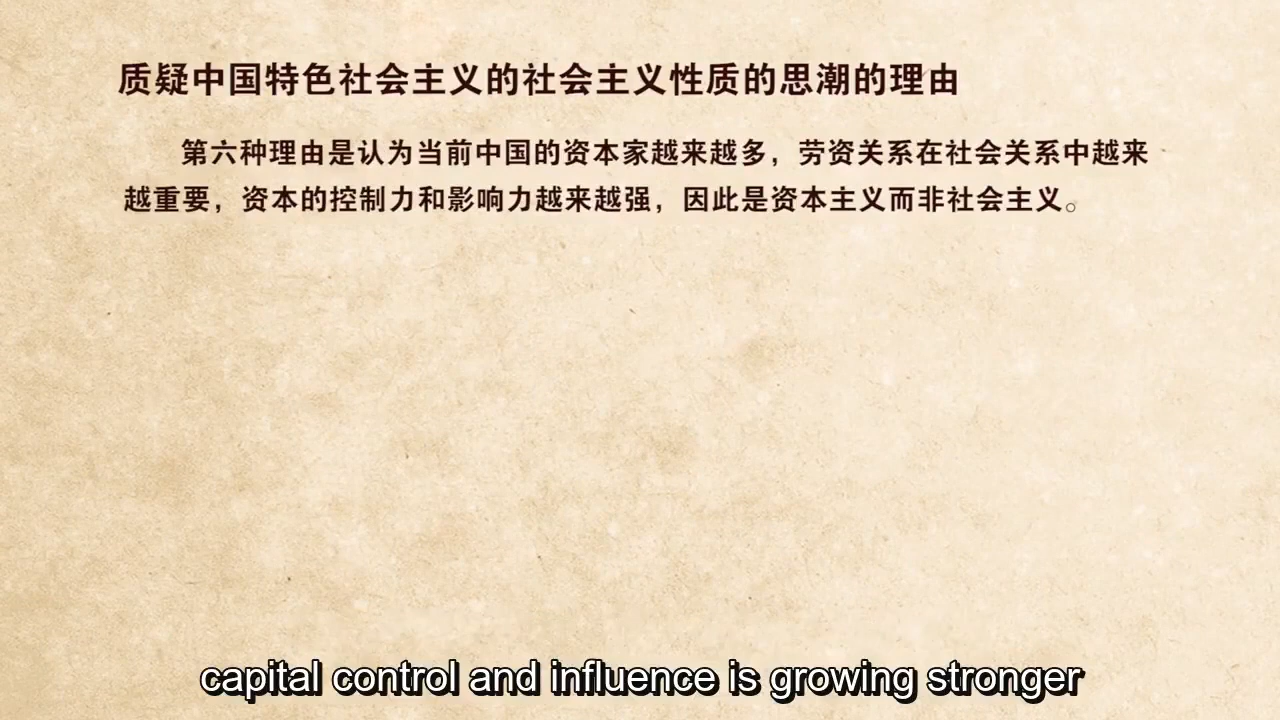 质疑中国特色社会主义的社会主义性质的思潮的理由
第六种理由是认为当前中国的资本家越来越多，劳资关系在社会关系中越来
越重要，资本的控制力和影响力越来越强，因此是资本主义而非社会主义。
capital control and influence is growing stronger